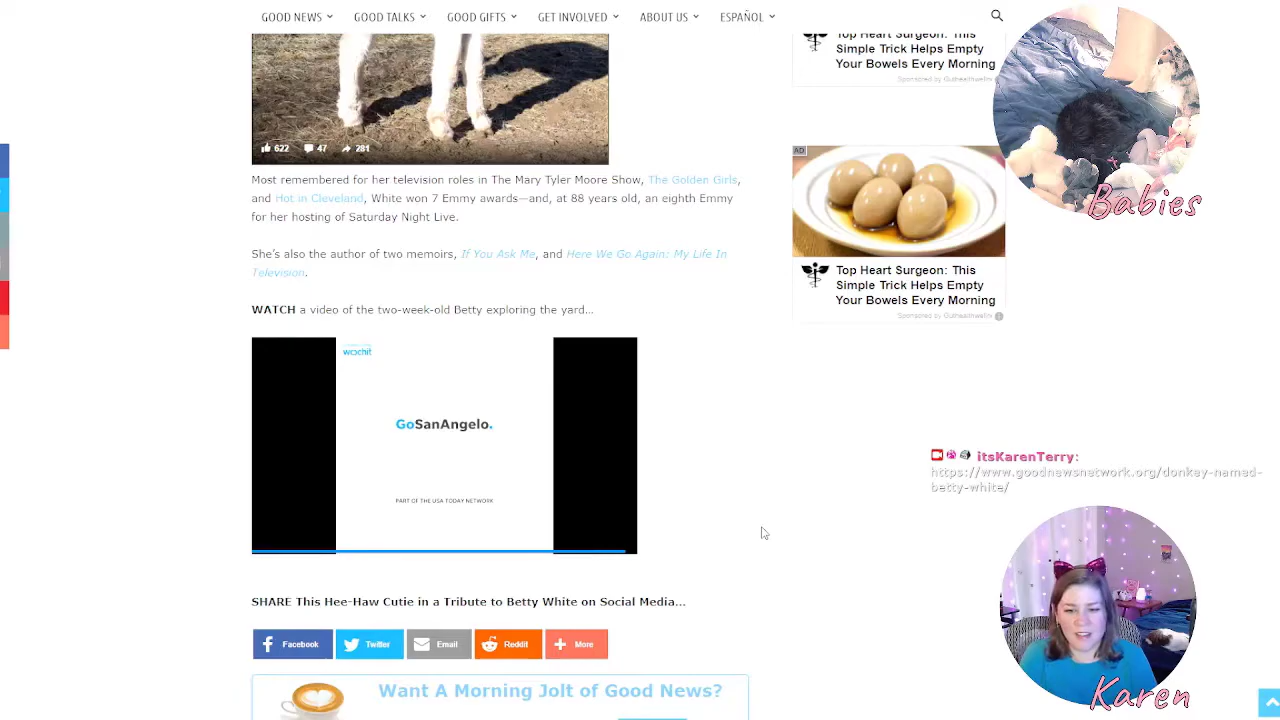 GOOD NEWS
GOOD TALKS
GOOD GIFTS
GET INVOLVED
ABOUT US
ESPAÑOL
622
47
281
Most remembered for her television roles in The Mary Tyler Moore Show, The Golden Girls,
and Hot in Cleveland, White won 7 Emmy awards—and, at 88 years old, an eighth Emmy
for her hosting of Saturday Night Live.
She's also the author of two memoirs, If You Ask Me, and Here We Go Again: My Life In
Television.
WATCH a video of the two-week-old Betty exploring the yard…
wochit
GoSanAngelo.
PART OF THE USA TODAY NETWORK
SHARE This Hee-Haw Cutie in a Tribute to Betty White on Social Media…
Facebook
Twitter
Email
Reddit
More
Want A Morning Jolt of Good News?
Top Heart Surgeon: This
Simple Trick Helps Empty
Your Bowels Every Morning
Sponsored by Guthealthwellnx
AD
Top Heart Surgeon: This
Simple Trick Helps Empty
Your Bowels Every Morning
Sponsored by Guthealthwellnx
Babies
itsKarenTerry:
https://www.goodnewsnetwork.org/donkey-named-
betty-white/
Karen